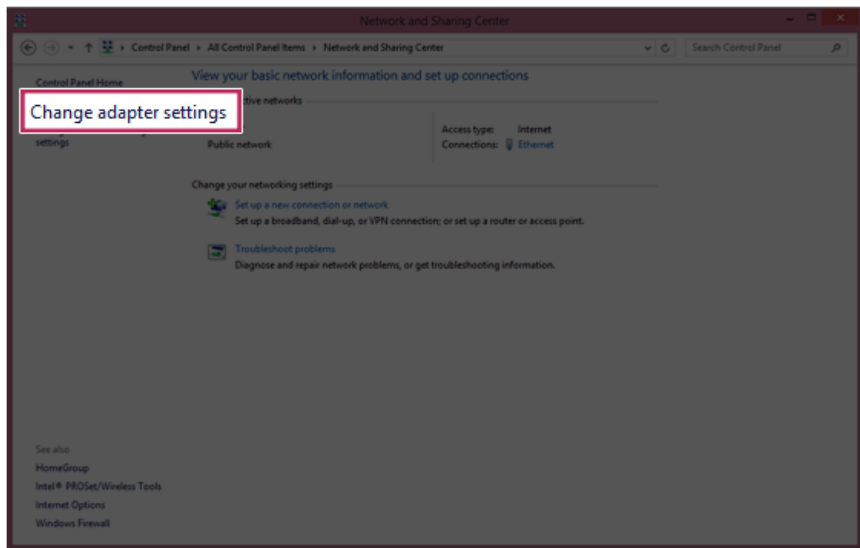 Network and Sharing Center
Control Panel All Control Panel Items Network and Sharing Center
Search Control Panel
Control Panel Home
Change adapter settings
settings
View your basic network information and set up connections
tive networks
Public network
Access type: Internet
Connections: Ethernet
Change your networking settings
Set up a new connection or network
Set up a broadband, dial-up, or VPN connection; or set up a router or access point.
Troubleshoot problems
Diagnose and repair network problems, or get troubleshooting information.
See also
HomeGroup
Intel® PROSet/Wireless Tools
Internet Options
Windows Firewall